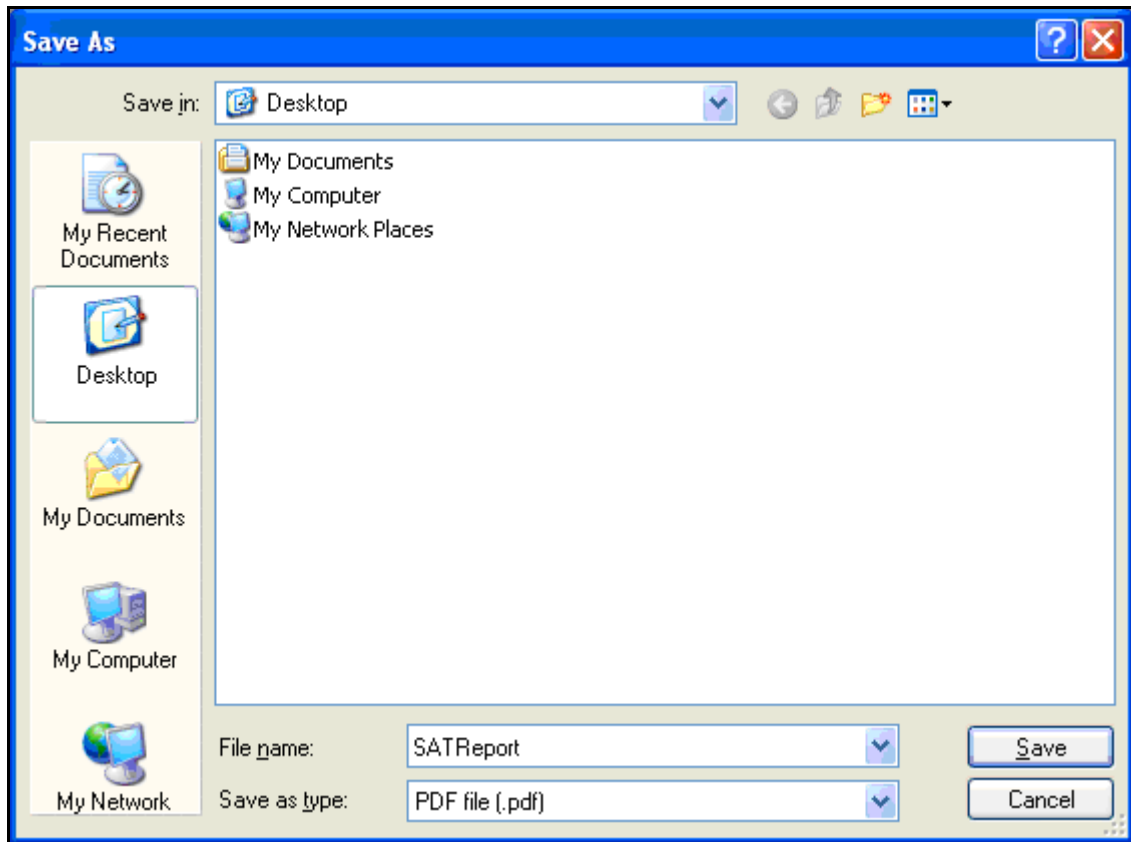 Save As
Save in:
Desktop
My Documents
My Computer
My Network Places
My Recent
Documents
Desktop
My Documents
My Computer
My Network
File name:
SATReport
Save
Save as type:
PDF file (.pdf)
Cancel